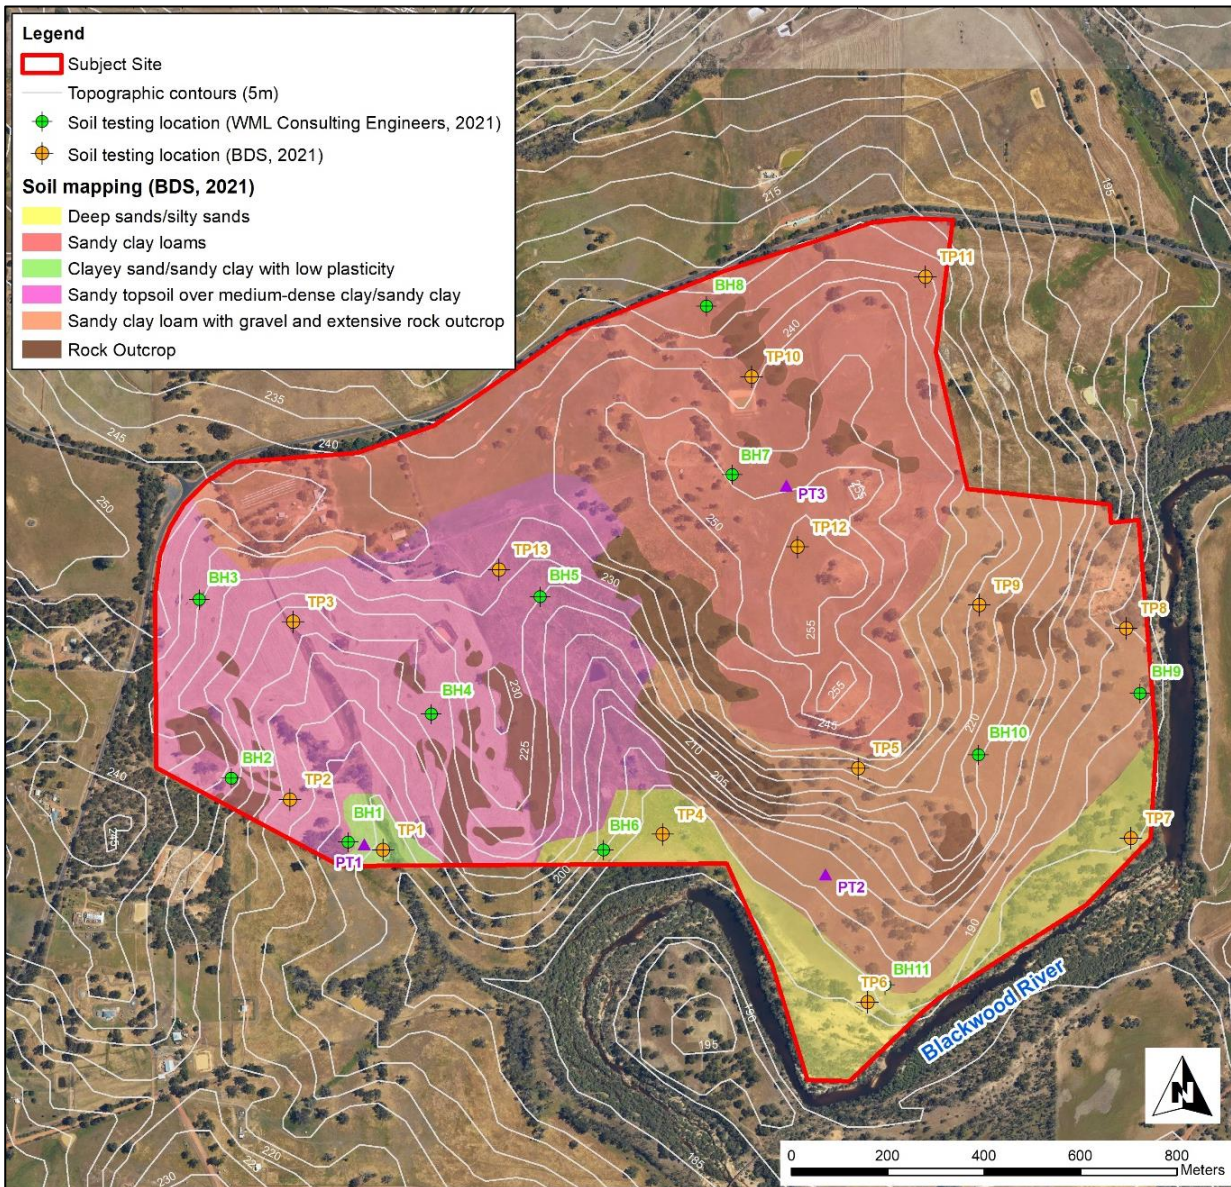 Legend
Subject Site
Topographic contours (5m)
Soil testing location (WML Consulting Engineers, 2021)
Soil testing location (BDS, 2021)
Soil mapping (BDS, 2021)
Deep sands/silty sands
Sandy clay loams
Clayey sand/sandy clay with low plasticity
Sandy topsoil over medium-dense clay/sandy clay
Sandy clay loam with gravel and extensive rock outcrop
Rock Outcrop
215
195
TP11
BH8
240
TP10
235
245
240
BH7
PT3
255
250
250
TP12
TP13
230
BH5
BH3
TP3
TP9
TP8
255
BH4
230
255
BH9
245
220
225
210
BH10
TP5
BH2
240
205
TP2
245
BH1
TP1
BH6
TP4
TP7
PT1
200
PT2
190
BH11
TP6
190
195
Blackwood River
N
220
185
230
0 200 400 600 800
Meters